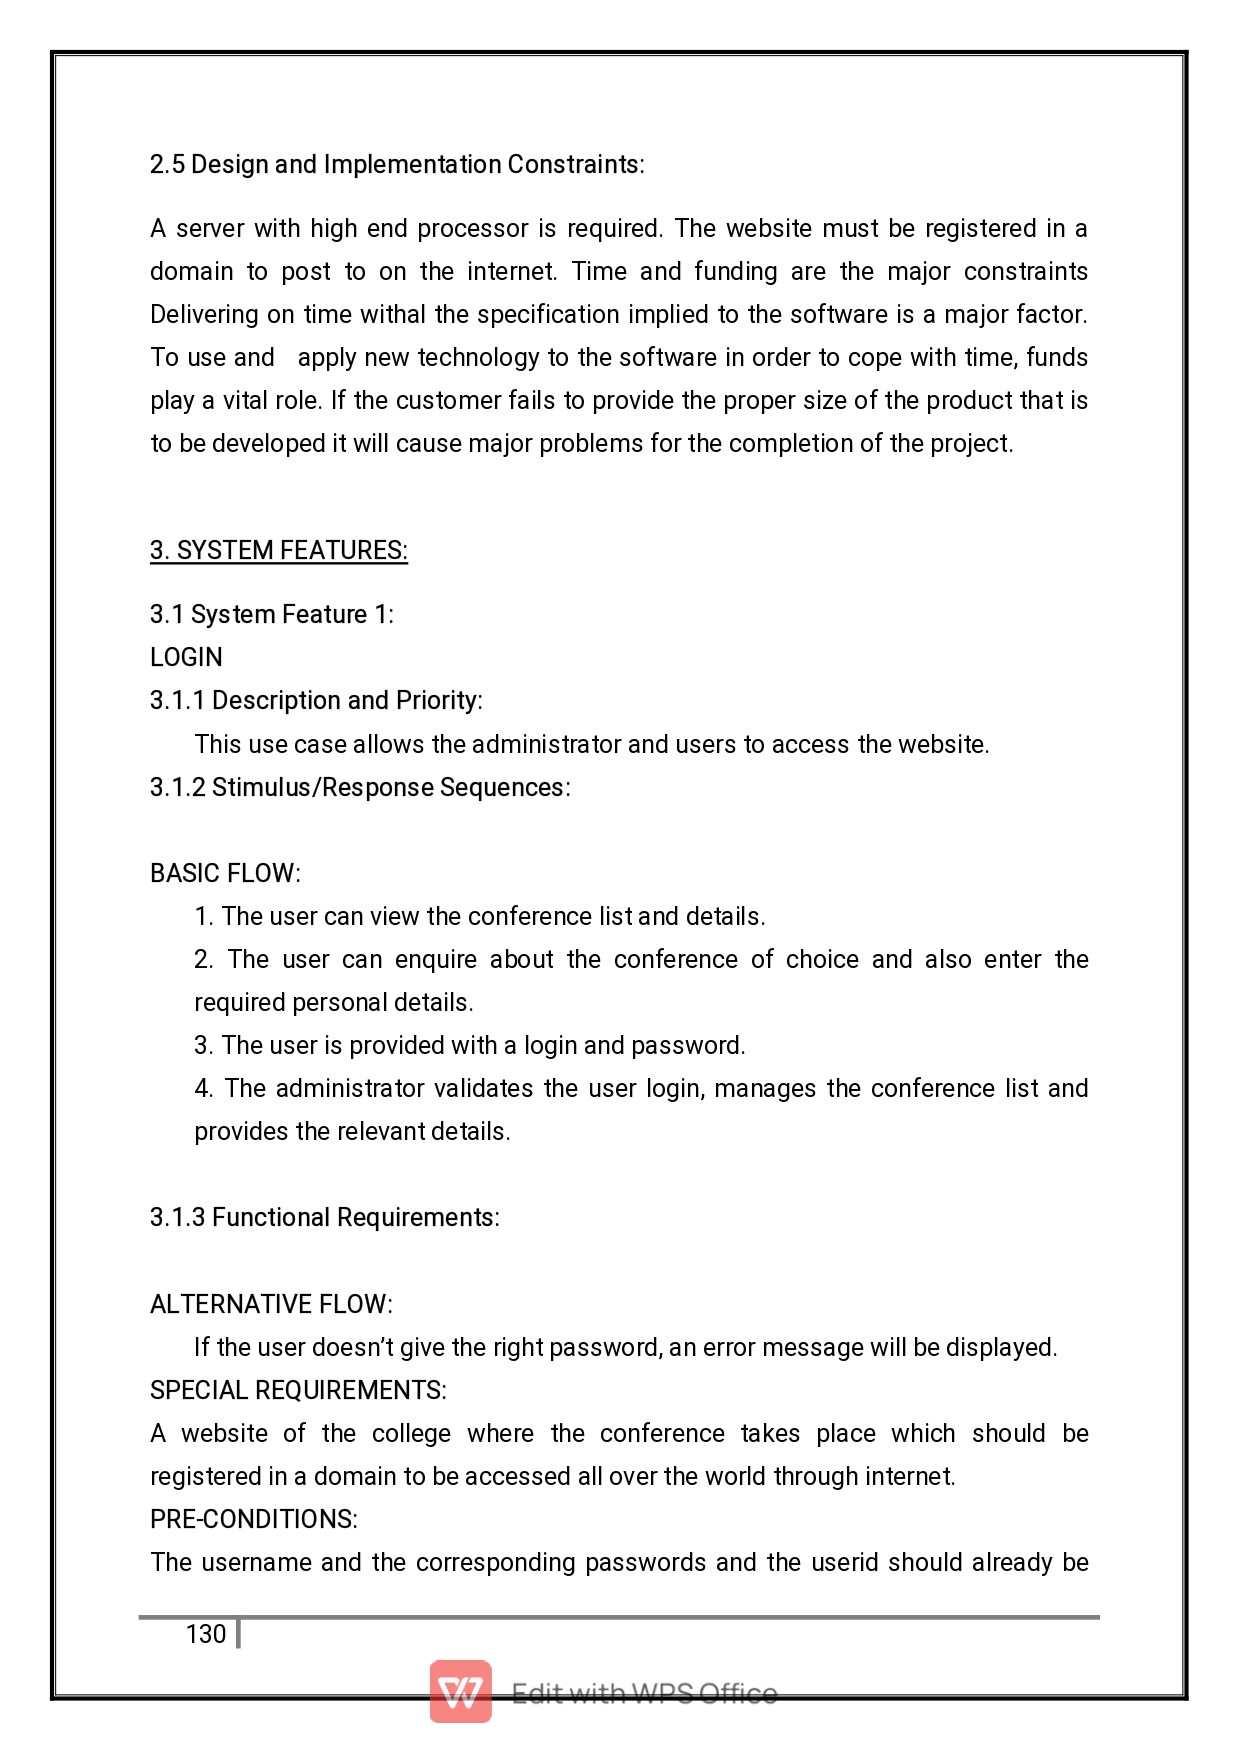 2.5 Design and Implementation Constraints:
A server with high end processor is required. The website must be registered in a
domain to post to on the internet. Time and funding are the major constraints
Delivering on time withal the specification implied to the software is a major factor.
To use and apply new technology to the software in order to cope with time, funds
play a vital role. If the customer fails to provide the proper size of the product that is
to be developed it will cause major problems for the completion of the project.
3. SYSTEM FEATURES:
3.1 System Feature 1:
LOGIN
3.1.1 Description and Priority:
This use case allows the administrator and users to access the website.
3.1.2 Stimulus/Response Sequences:
BASIC FLOW:
1. The user can view the conference list and details.
2. The user can enquire about the conference of choice and also enter the
required personal details.
3. The user is provided with a login and password.
4. The administrator validates the user login, manages the conference list and
provides the relevant details.
3.1.3 Functional Requirements:
ALTERNATIVE FLOW:
If the user doesn’t give the right password, an error message will be displayed.
SPECIAL REQUIREMENTS:
A website of the college where the conference takes place which should be
registered in a domain to be accessed all over the world through internet.
PRE-CONDITIONS:
The username and the corresponding passwords and the userid should already be
130
Edit with WPS Office